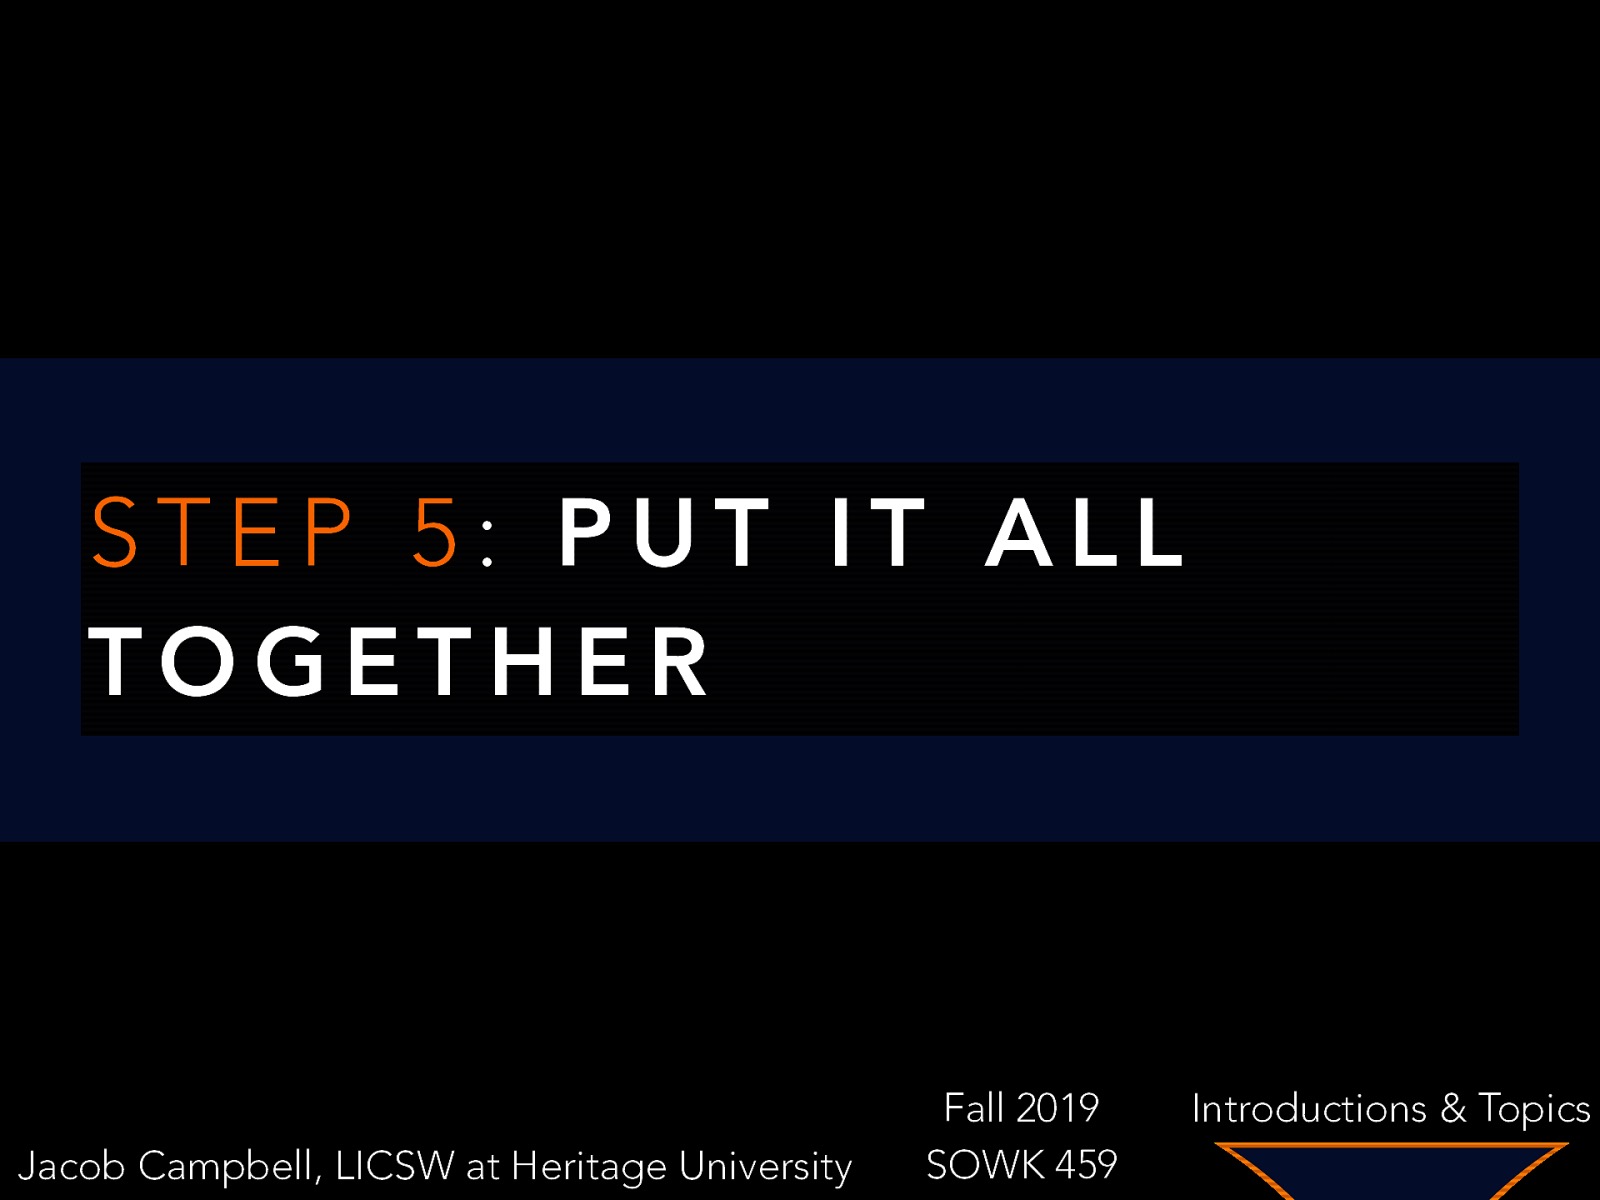 STEP 5: PUT IT ALL
TOGETHER
Jacob Campbell, LICSW at Heritage University
Fall 2019
SOWK 459
Introductions & Topics